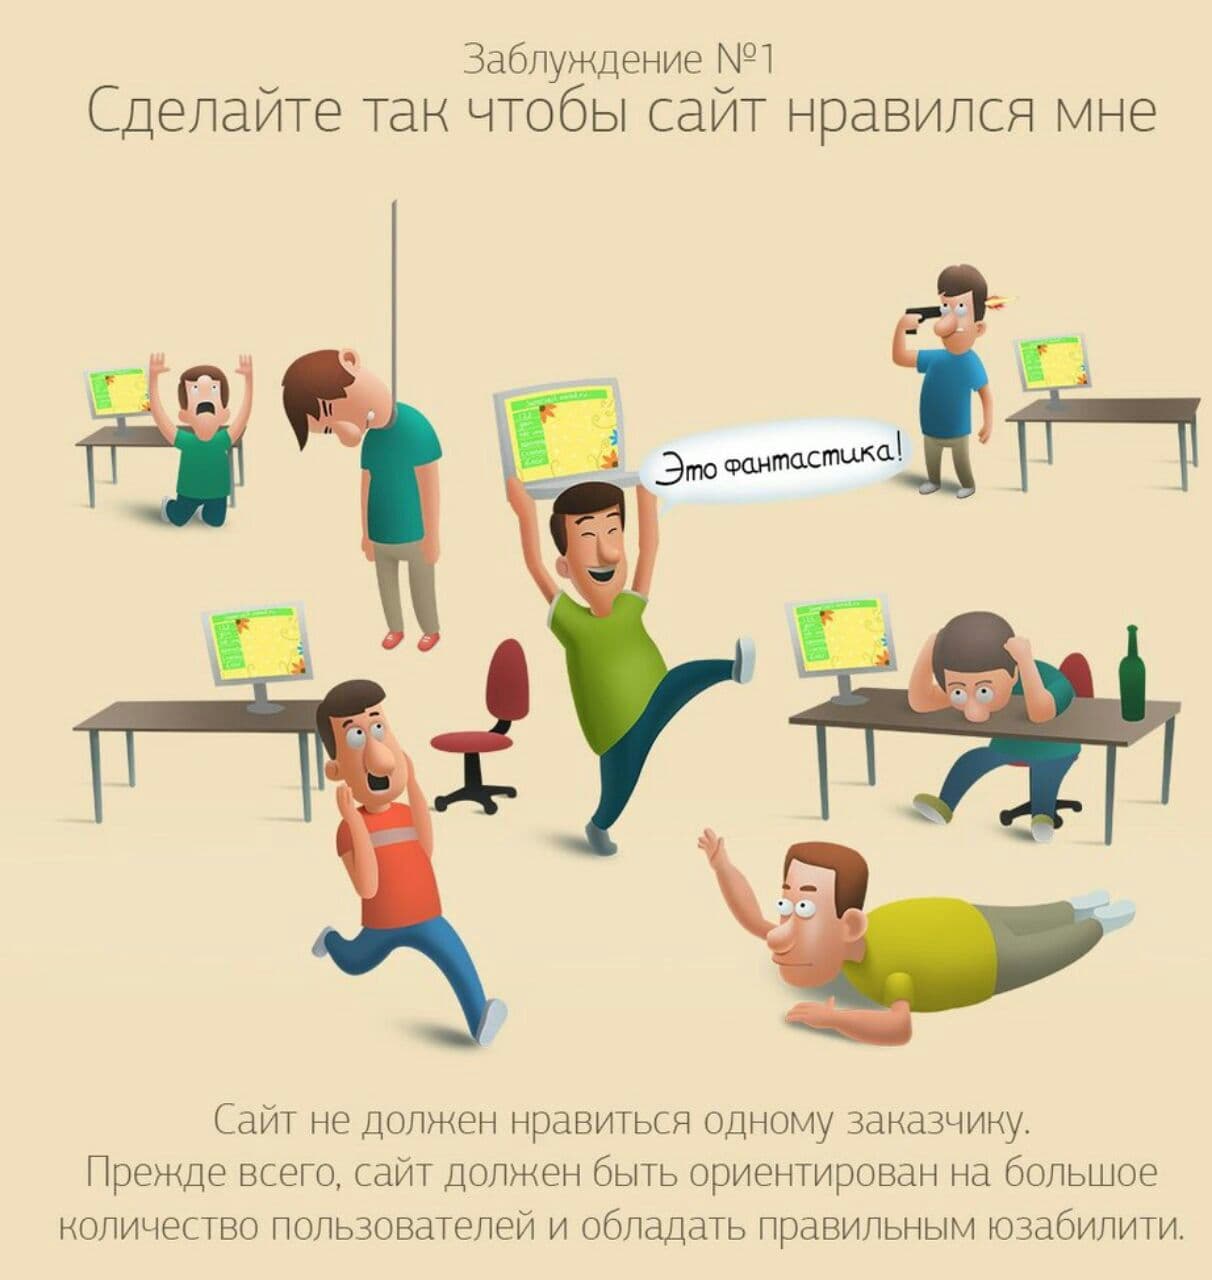 Заблуждение №1
Сделайте так чтобы сайт нравился мне
Это фантастика!
Сайт не должен нравиться одному заказчику.
Прежде всего, сайт должен быть ориентирован на большое
количество пользователей и обладать правильным юзабилити.